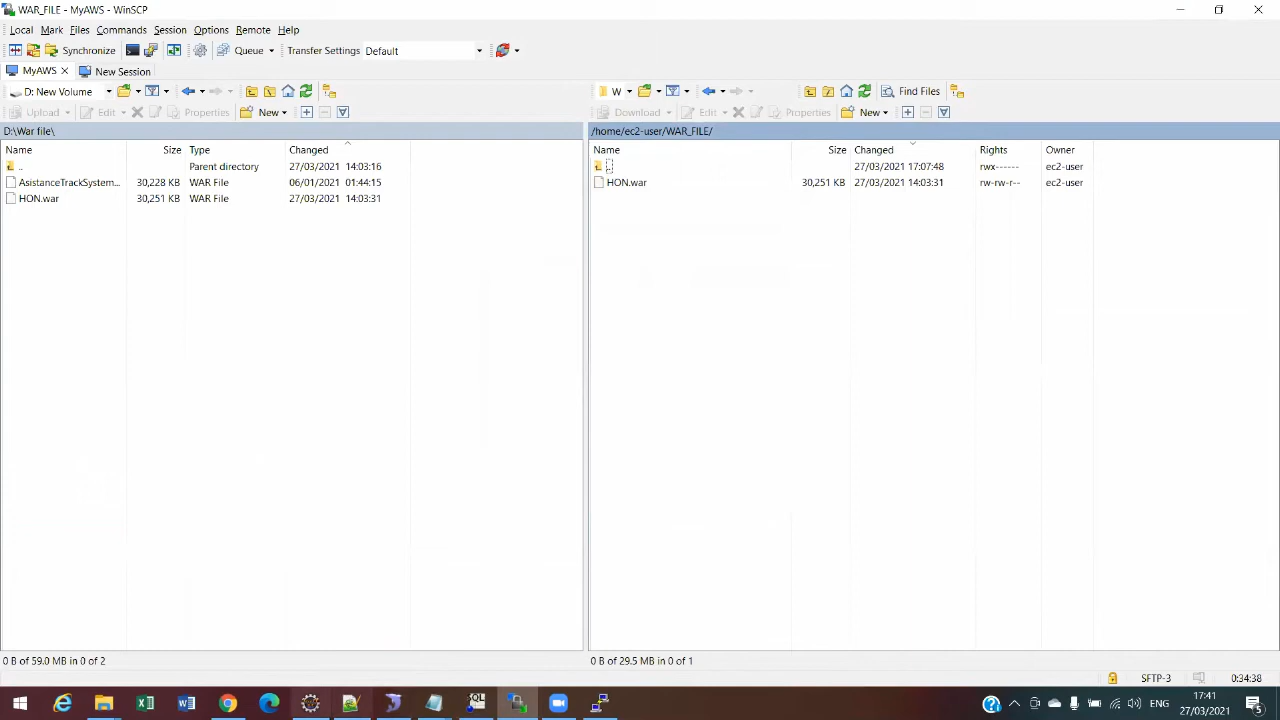 WAR_FILE - MyAWS - WinSCP
Local Mark Files Commands Session Options Remote Help
Synchronize Queue Transfer Settings Default
MyAWS New Session
D: New Volume W Find Files
Upload Edit Properties New Download Edit Properties New
D:\War file\ /home/ec2-user/WAR_FILE/
Name Size Type Changed Name Size Changed Rights Owner
.. Parent directory 27/03/2021 14:03:16 27/03/2021 17:07:48 rwx------ ec2-user
AsistanceTrackSystem... 30,228 KB WAR File 06/01/2021 01:44:15 HON.war 30,251 KB 27/03/2021 14:03:31 rw-rw-r-- ec2-user
HON.war 30,251 KB WAR File 27/03/2021 14:03:31
0 B of 59.0 MB in 0 of 2 0 B of 29.5 MB in 0 of 1
SFTP-3 0:34:38
17:41
ENG
27/03/2021 5